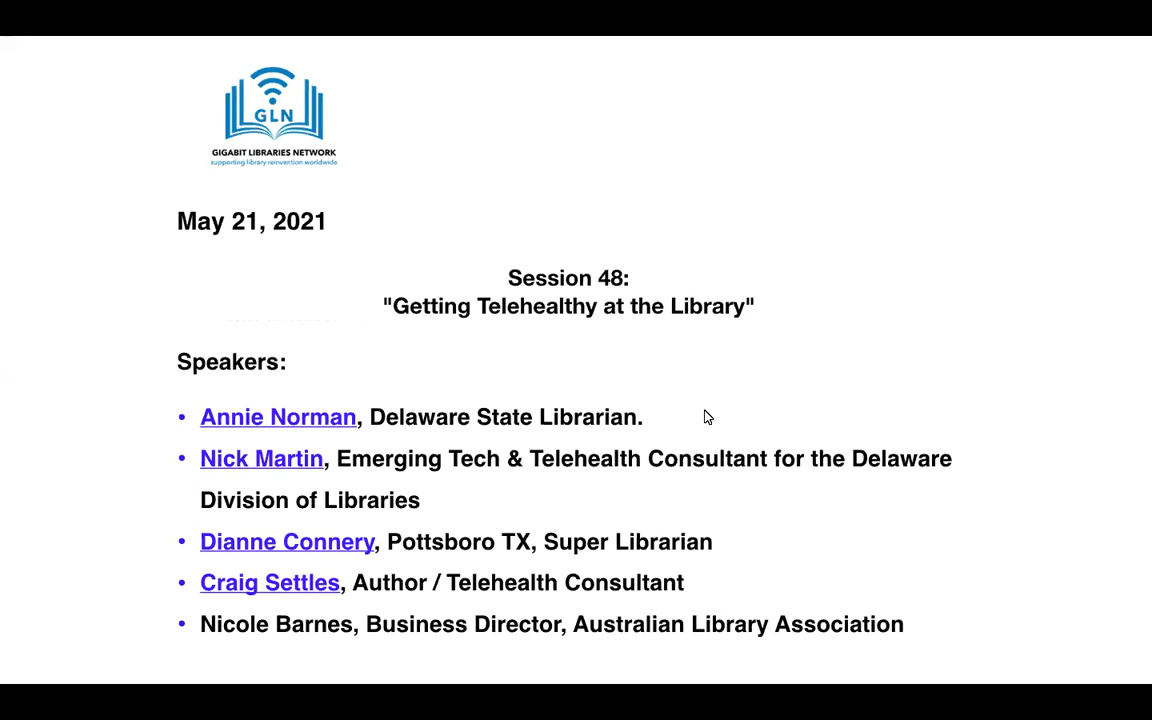 GLN
GIGABIT LIBRARIES NETWORK
supporting library reinvention worldwide
May 21, 2021
Session 48:
"Getting Telehealthy at the Library"
Speakers:
• Annie Norman, Delaware State Librarian.
• Nick Martin, Emerging Tech & Telehealth Consultant for the Delaware
Division of Libraries
• Dianne Connery, Pottsboro TX, Super Librarian
• Craig Settles, Author / Telehealth Consultant
• Nicole Barnes, Business Director, Australian Library Association